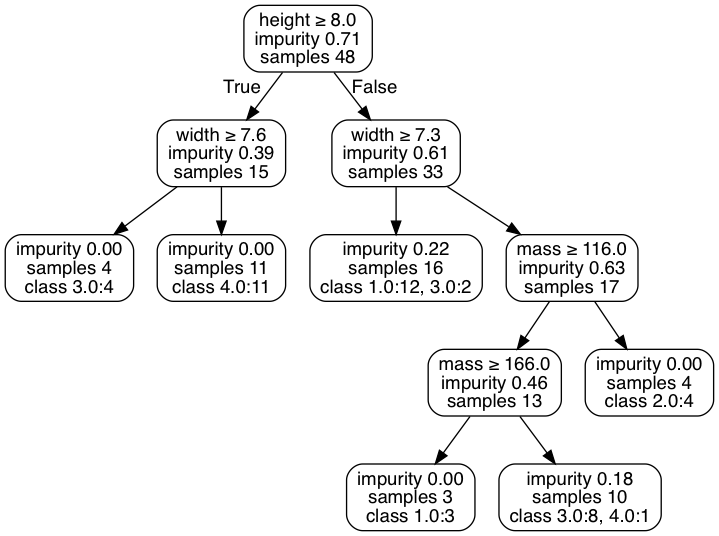 height ≥ 8.0
impurity 0.71
samples 48
True
False
width ≥ 7.6
impurity 0.39
samples 15
width ≥ 7.3
impurity 0.61
samples 33
impurity 0.00
samples 4
class 3.0:4
impurity 0.00
samples 11
class 4.0:11
impurity 0.22
samples 16
class 1.0:12, 3.0:2
mass ≥ 116.0
impurity 0.63
samples 17
mass ≥ 166.0
impurity 0.46
samples 13
impurity 0.00
samples 4
class 2.0:4
impurity 0.00
samples 3
class 1.0:3
impurity 0.18
samples 10
class 3.0:8, 4.0:1